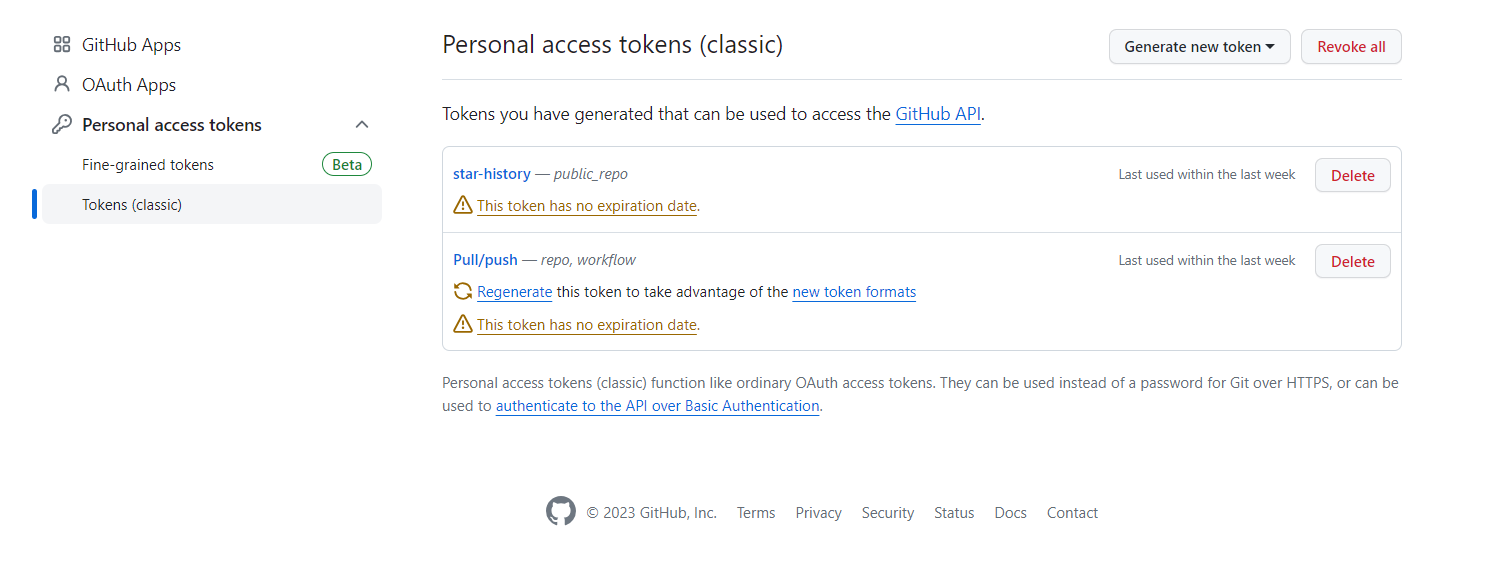 GitHub Apps
OAuth Apps
Personal access tokens
Fine-grained tokens Beta
Tokens (classic)
Personal access tokens (classic) Generate new token Revoke all
Tokens you have generated that can be used to access the GitHub API.
star-history — public_repo Last used within the last week Delete
This token has no expiration date.
Pull/push — repo, workflow Last used within the last week Delete
Regenerate this token to take advantage of the new token formats
This token has no expiration date.
Personal access tokens (classic) function like ordinary OAuth access tokens. They can be used instead of a password for Git over HTTPS, or can be
used to authenticate to the API over Basic Authentication.
© 2023 GitHub, Inc. Terms Privacy Security Status Docs Contact